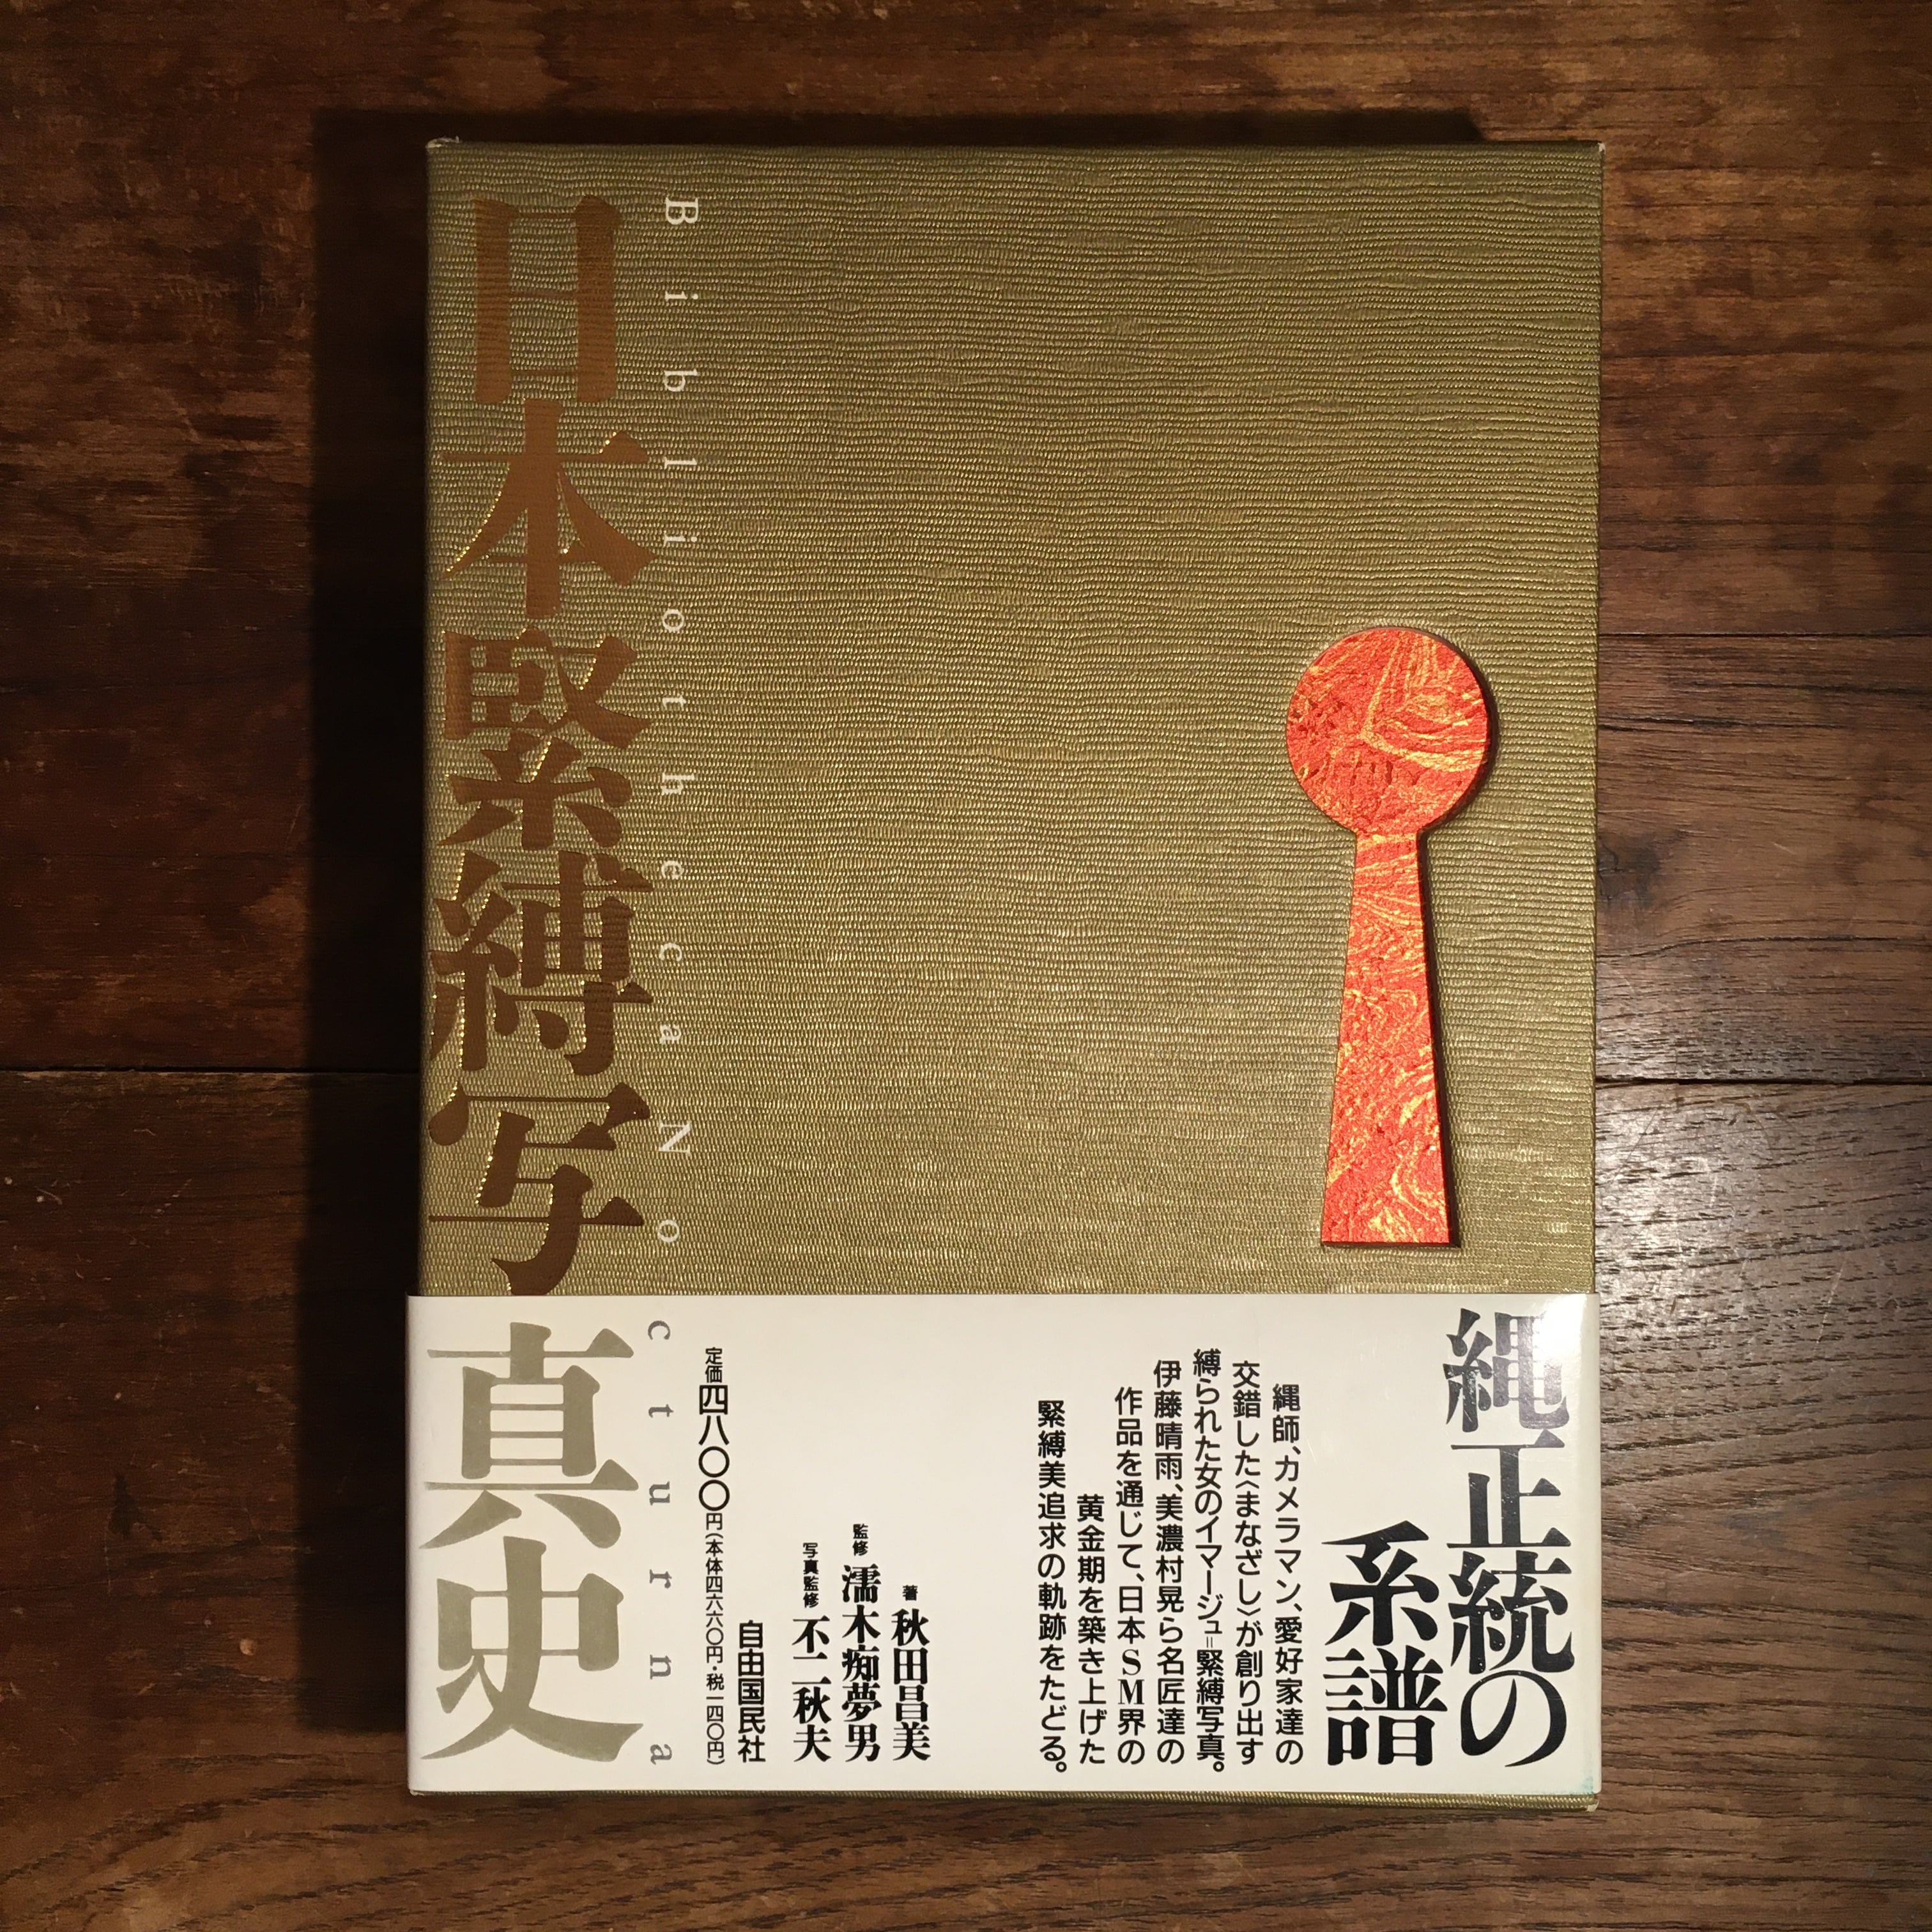 縄正統の
系譜
縄師、カメラマン、愛好家達の
交錯した〈まなざし〉が創り出す
縛られた女のイマージュ=緊縛写真。
伊藤晴雨、美濃村晃ら名匠達の
作品を通じて、日本SM界の
黄金期を築き上げた
緊縛美追求の軌跡をたどる。
著 秋田昌美
監修 濡木痴夢男
写真監修 不二秋夫
自由国民社
定価四八〇〇円(本体四六六〇円・税一四〇円)
Bibliotheca Nocturna
日本緊縛写真史